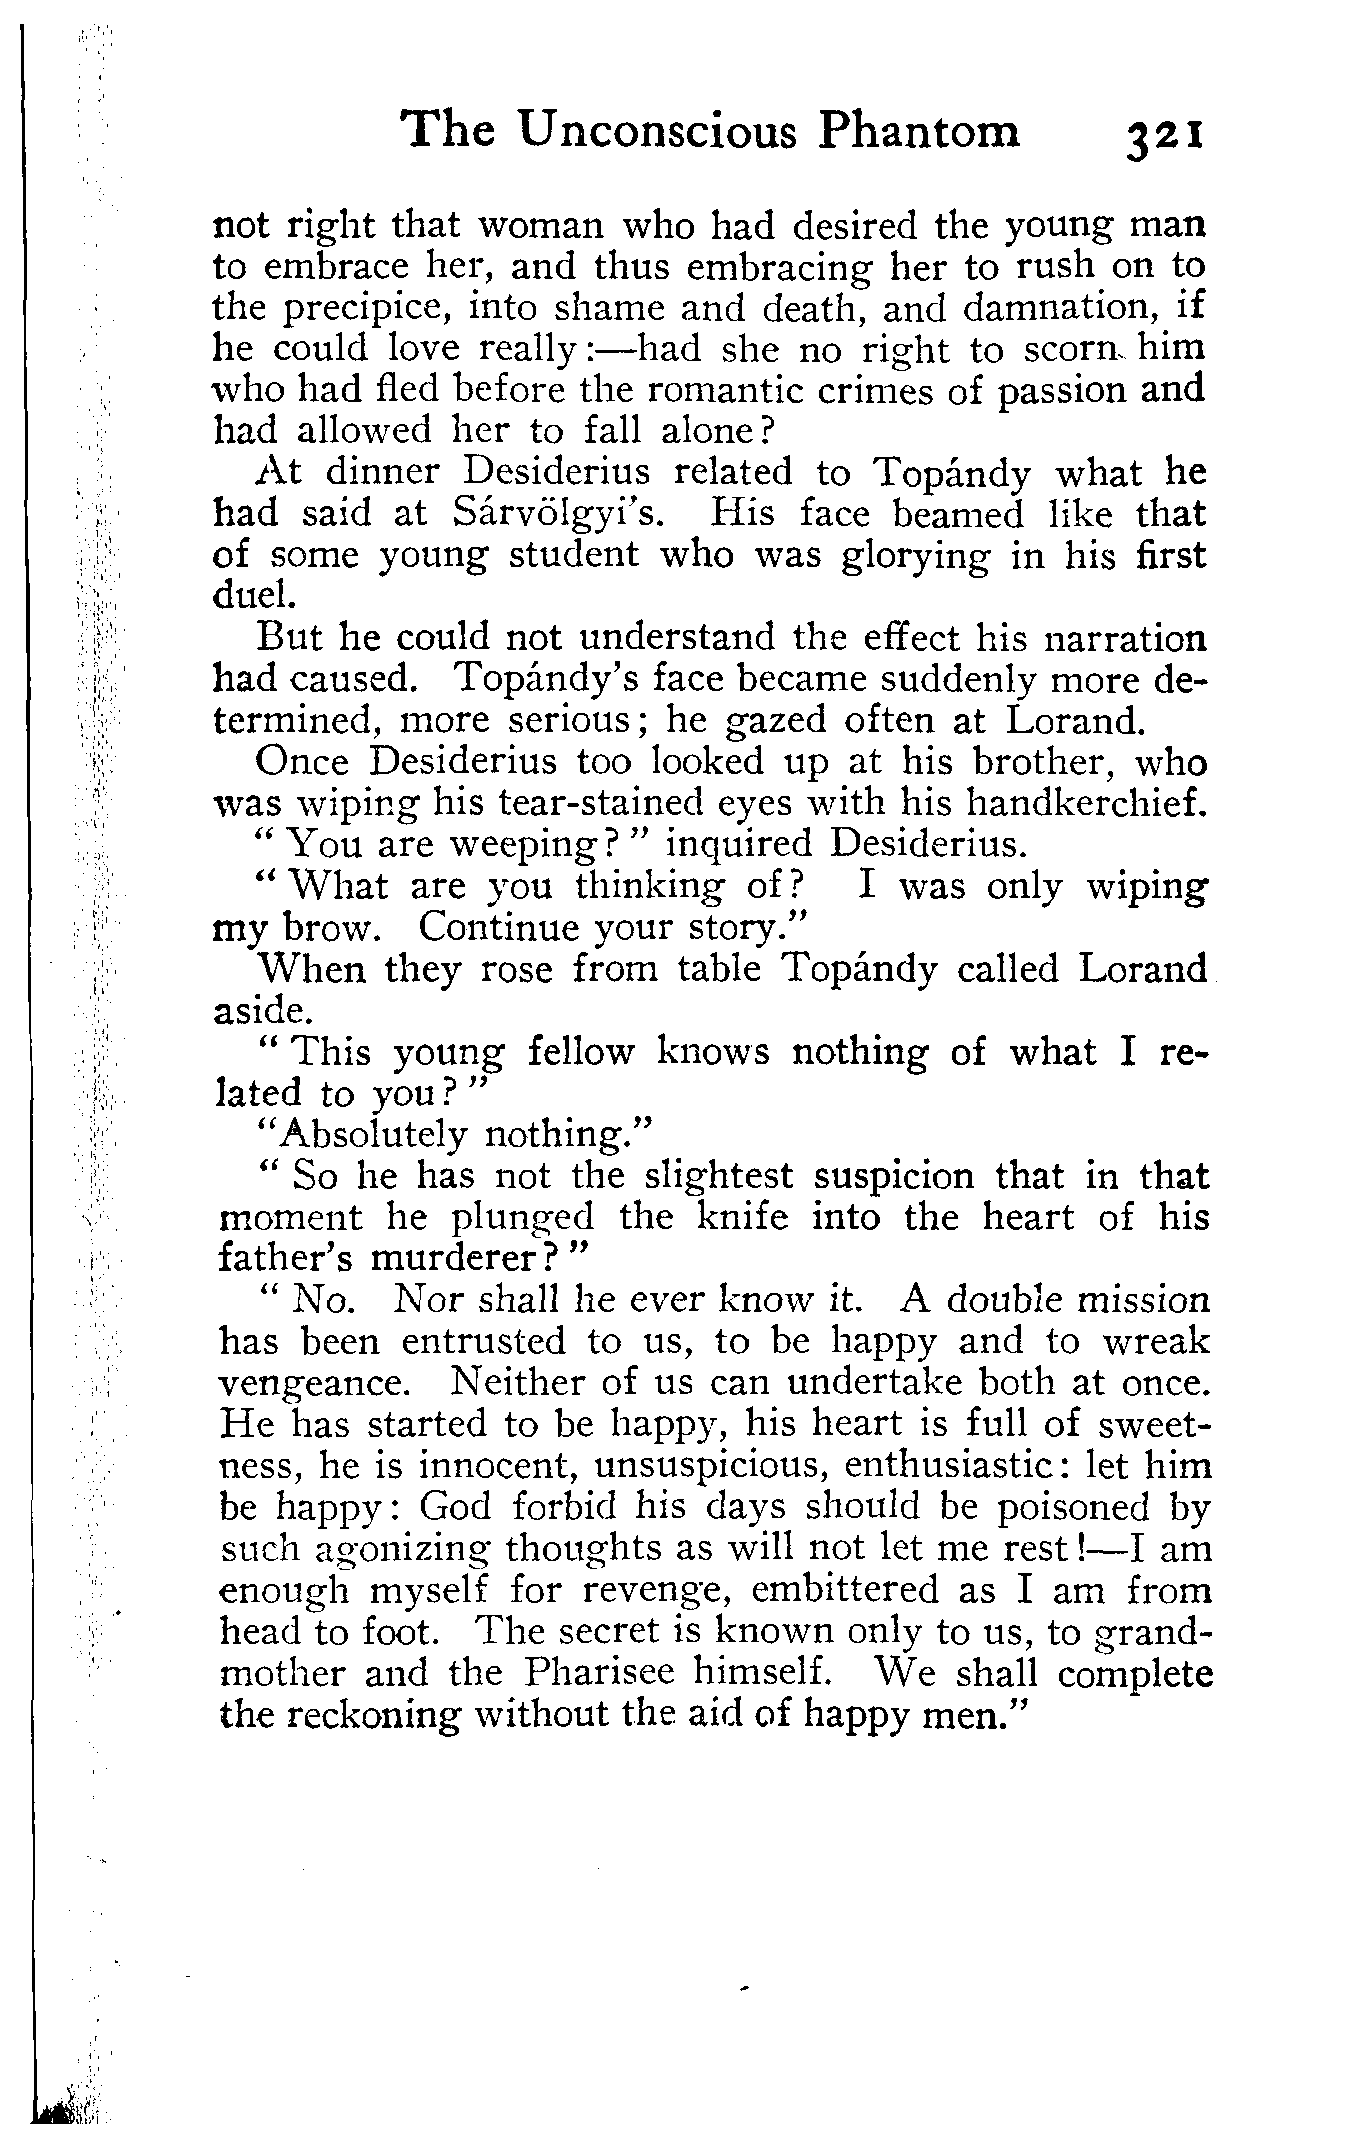 The Unconscious Phantom 321
not right that woman who had desired the young man
to embrace her, and thus embracing her to rush on to
the precipice, into shame and death, and damnation, if
he could love really:—had she no right to scorn him
who had fled before the romantic crimes of passion and
had allowed her to fall alone?
At dinner Desiderius related to Topándy what he
had said at Sárvölgyi's. His face beamed like that
of some young student who was glorying in his first
duel.
But he could not understand the effect his narration
had caused. Topándy's face became suddenly more de-
termined, more serious; he gazed often at Lorand.
Once Desiderius too looked up at his brother, who
was wiping his tear-stained eyes with his handkerchief.
"You are weeping?" inquired Desiderius.
"What are you thinking of? I was only wiping
my brow. Continue your story."
When they rose from table Topándy called Lorand
aside.
"This young fellow knows nothing of what I re-
lated to you?"
"Absolutely nothing."
"So he has not the slightest suspicion that in that
moment he plunged the knife into the heart of his
father's murderer?"
"No. Nor shall he ever know it. A double mission
has been entrusted to us, to be happy and to wreak
vengeance. Neither of us can undertake both at once.
He has started to be happy, his heart is full of sweet-
ness, he is innocent, unsuspicious, enthusiastic: let him
be happy: God forbid his days should be poisoned by
such agonizing thoughts as will not let me rest!—I am
enough myself for revenge, embittered as I am from
head to foot. The secret is known only to us, to grand-
mother and the Pharisee himself. We shall complete
the reckoning without the aid of happy men."